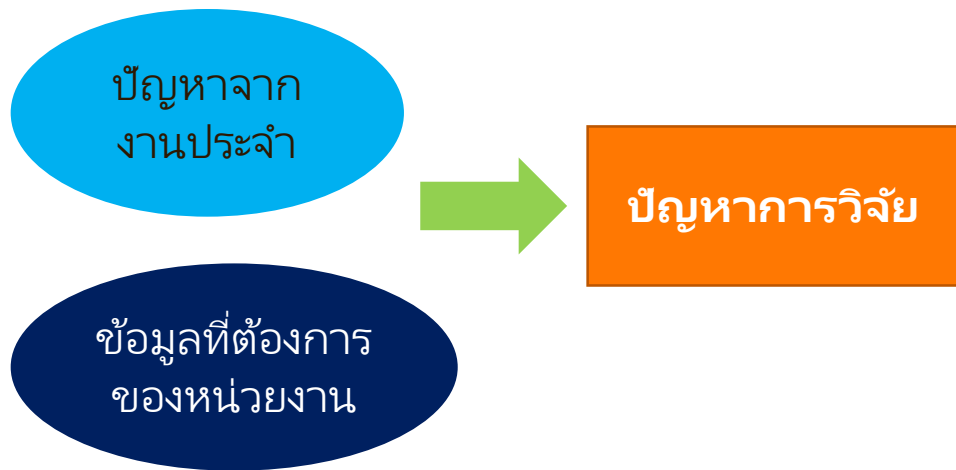 ปัญหาจาก
งานประจำ
ปัญหาการวิจัย
ข้อมูลที่ต้องการ
ของหน่วยงาน